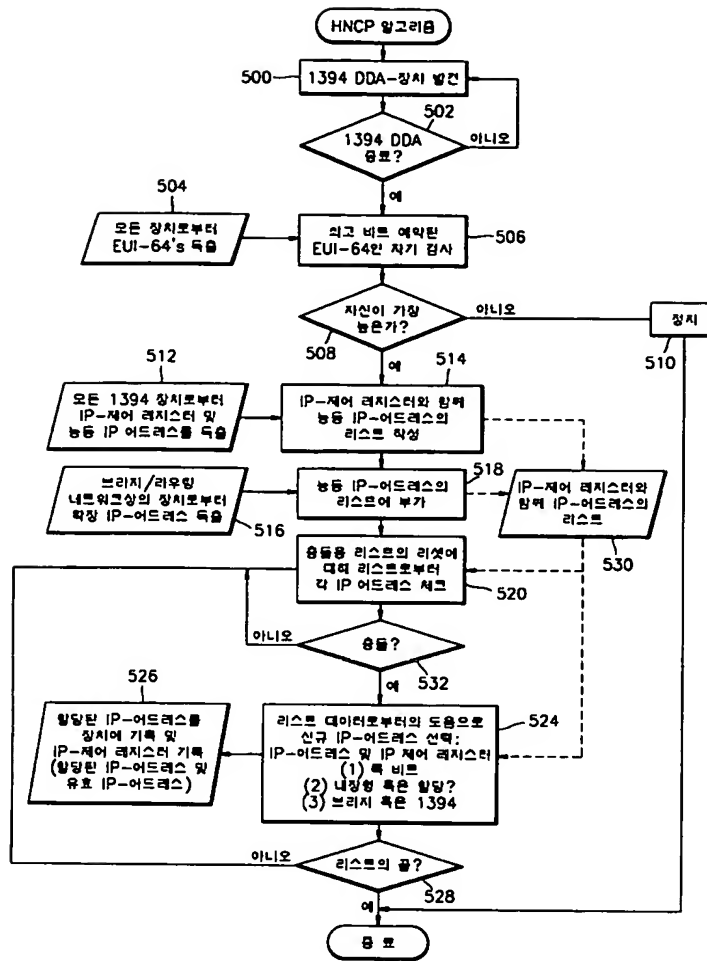 HNCP 알고리즘
500
1394 DDA-장치 발견
502
1394 DDA
종료?
아니오
예
504
모든 장치로부터
EUI-64's 독출
최고 비트 예약된
EUI-64인 자기 검사
506
자신이 가장
높은가?
아니오
508
정지
510
예
512
514
모든 1394 장치로부터
IP-제어 레지스터 및
능동 IP 어드레스를 독출
IP-제어 레지스터와 함께
능동 IP-어드레스의
리스트 작성
브리지/라우팅
네트워크상의 장치로부터
확장 IP-어드레스 독출
516
능동 IP-어드레스의
리스트에 부가
518
IP-제어 레지스터와
함께 IP-어드레스의
리스트
530
충돌용 리스트의 리셋에
대해 리스트로부터
각 IP 어드레스 체크
520
아니오
충돌?
532
예
526
할당된 IP-어드레스를
장치에 기록 및
IP-제어 레지스터 기록
(할당된 IP-어드레스 및
유효 IP-어드레스)
리스트 데이터로부터의 도움으로
신규 IP-어드레스 선택;
IP-어드레스 및 IP 제어 레지스터
(1) 록 비트
(2) 내장형 혹은 할당?
(3) 브리지 혹은 1394
524
아니오
리스트의 끝?
528
예
종료